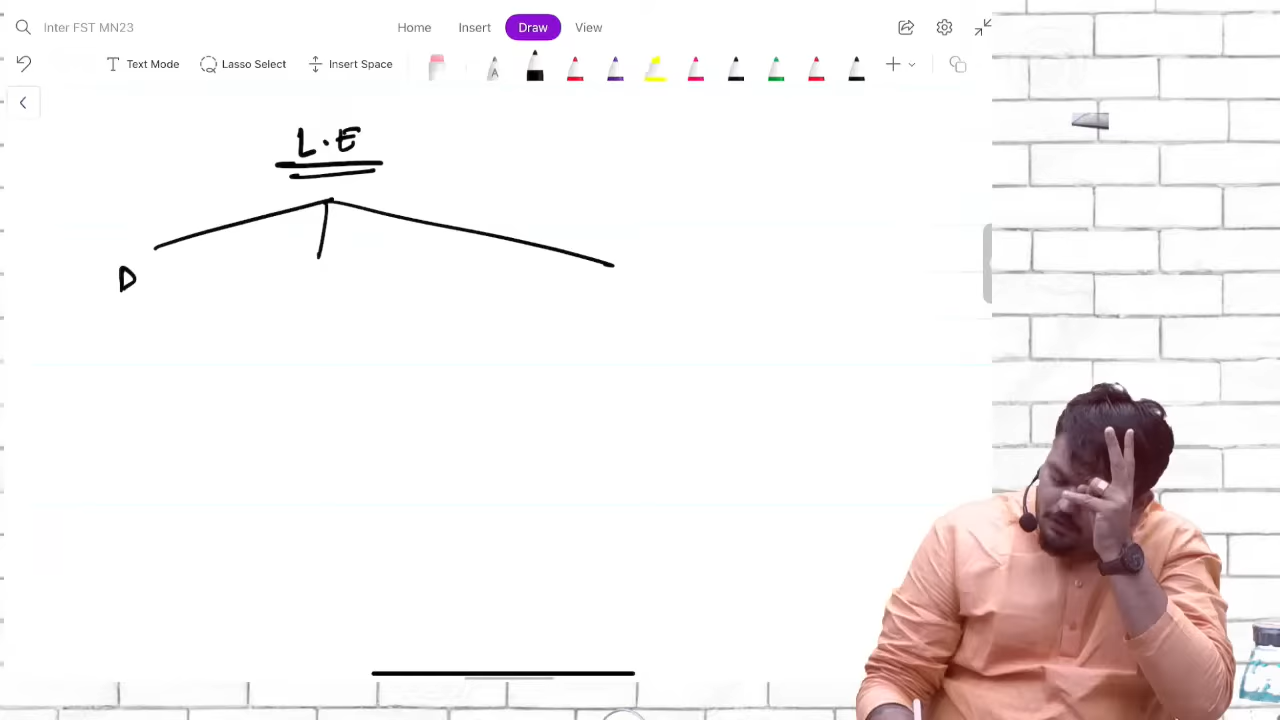 Inter FST MN23 Home Insert Draw View
Text Mode Lasso Select Insert Space
L.E
D